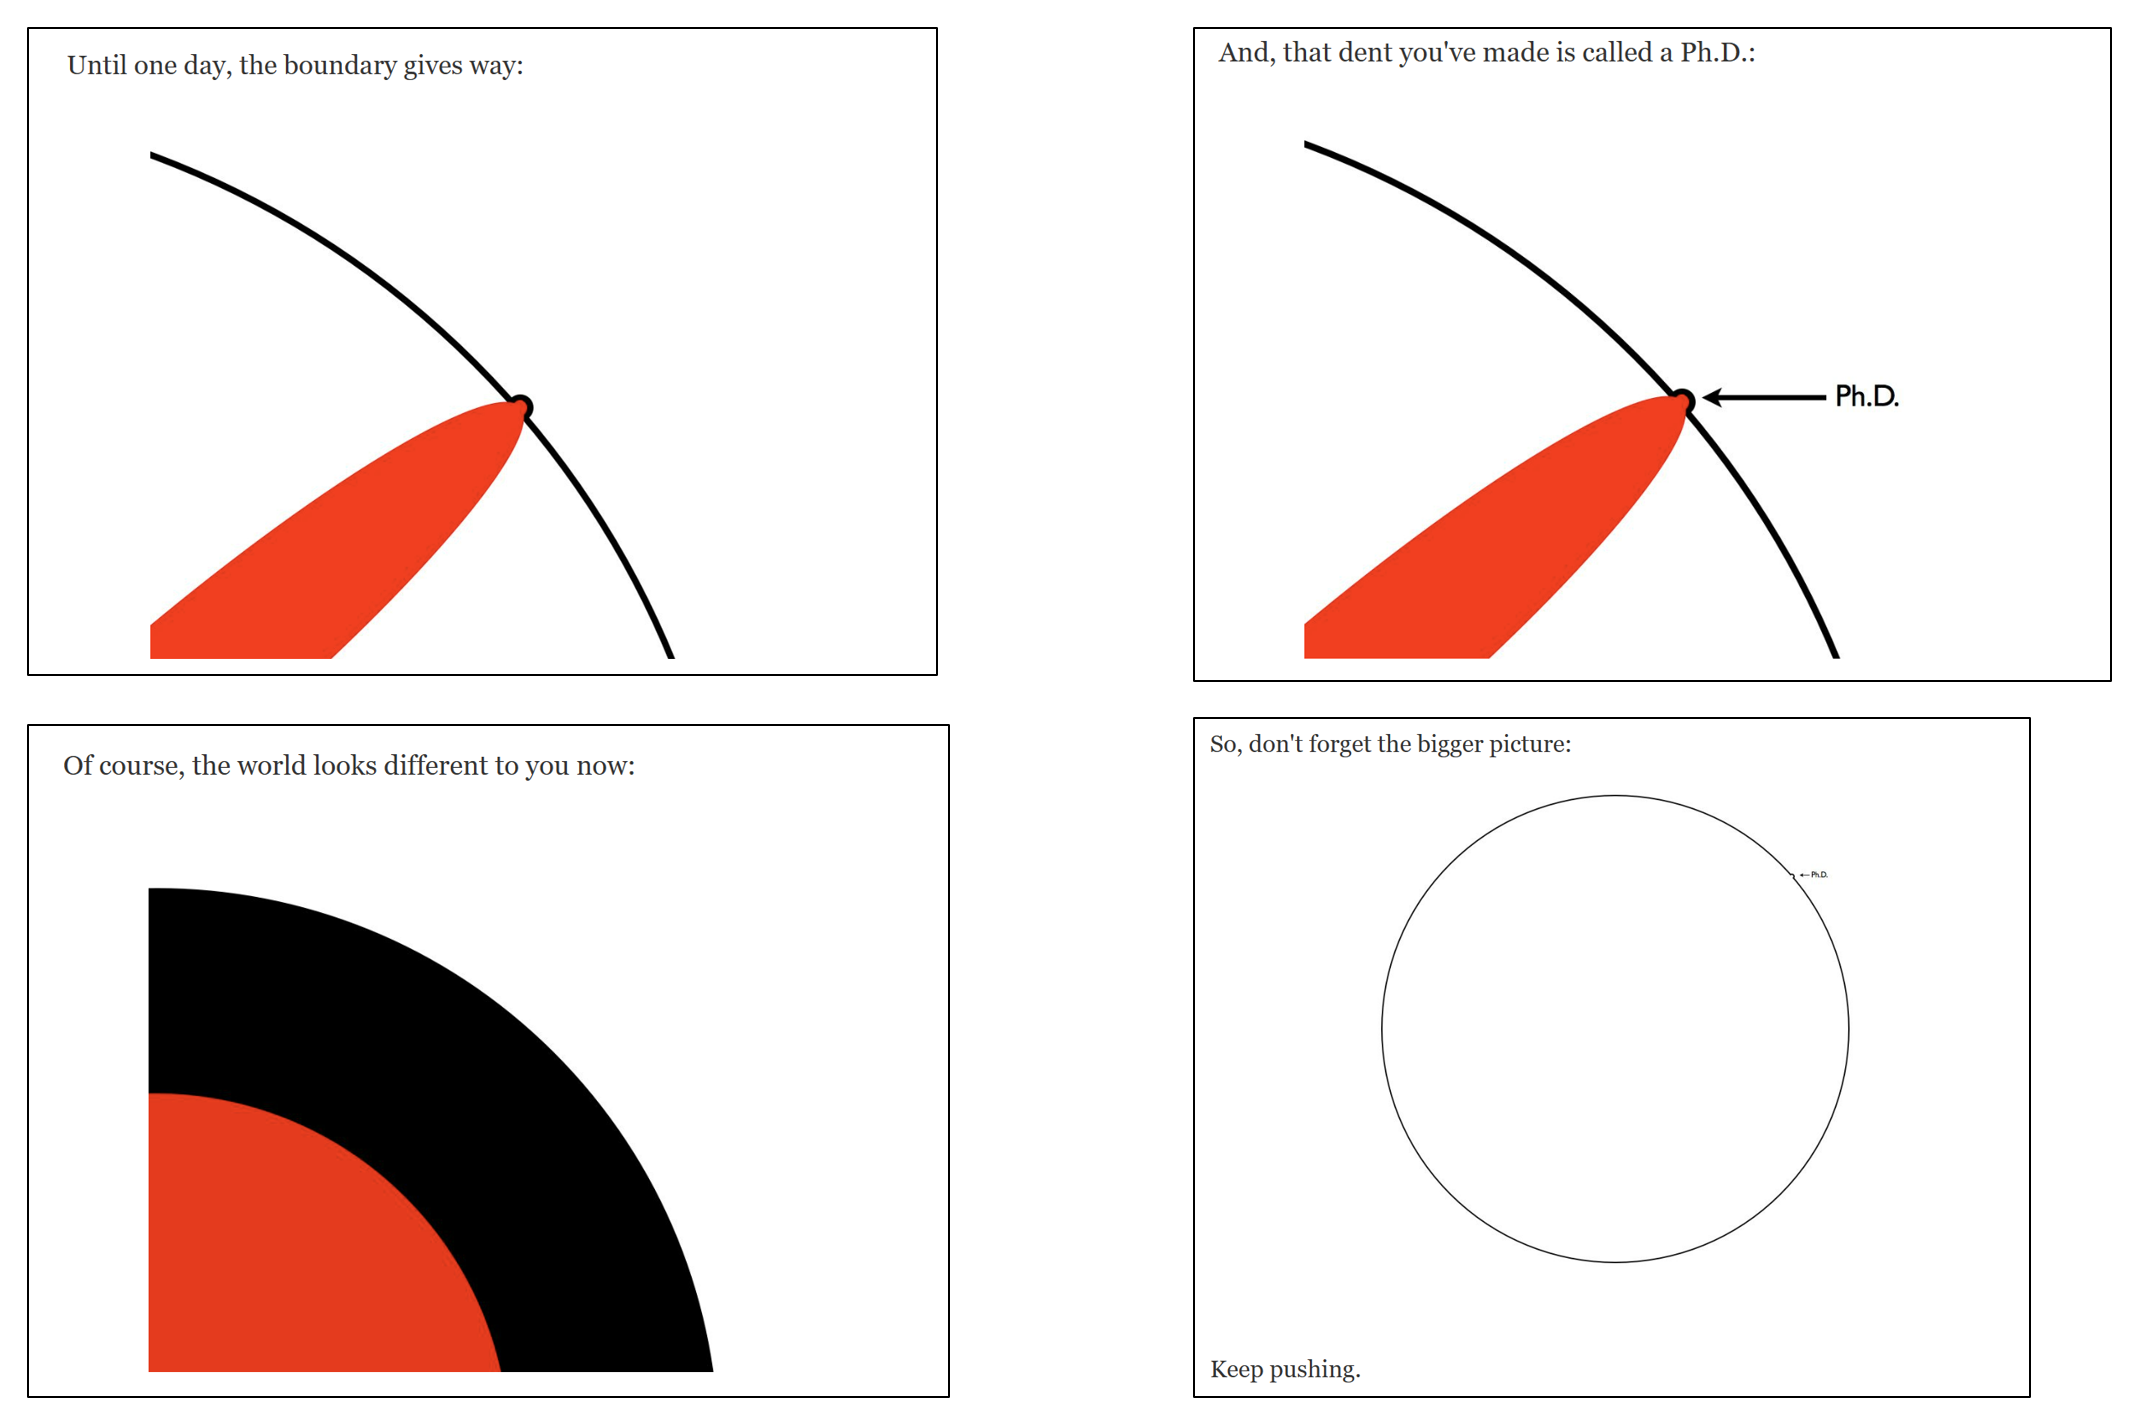 Until one day, the boundary gives way:
And, that dent you've made is called a Ph.D.:
Ph.D.
Of course, the world looks different to you now:
So, don't forget the bigger picture:
Ph.D.
Keep pushing.